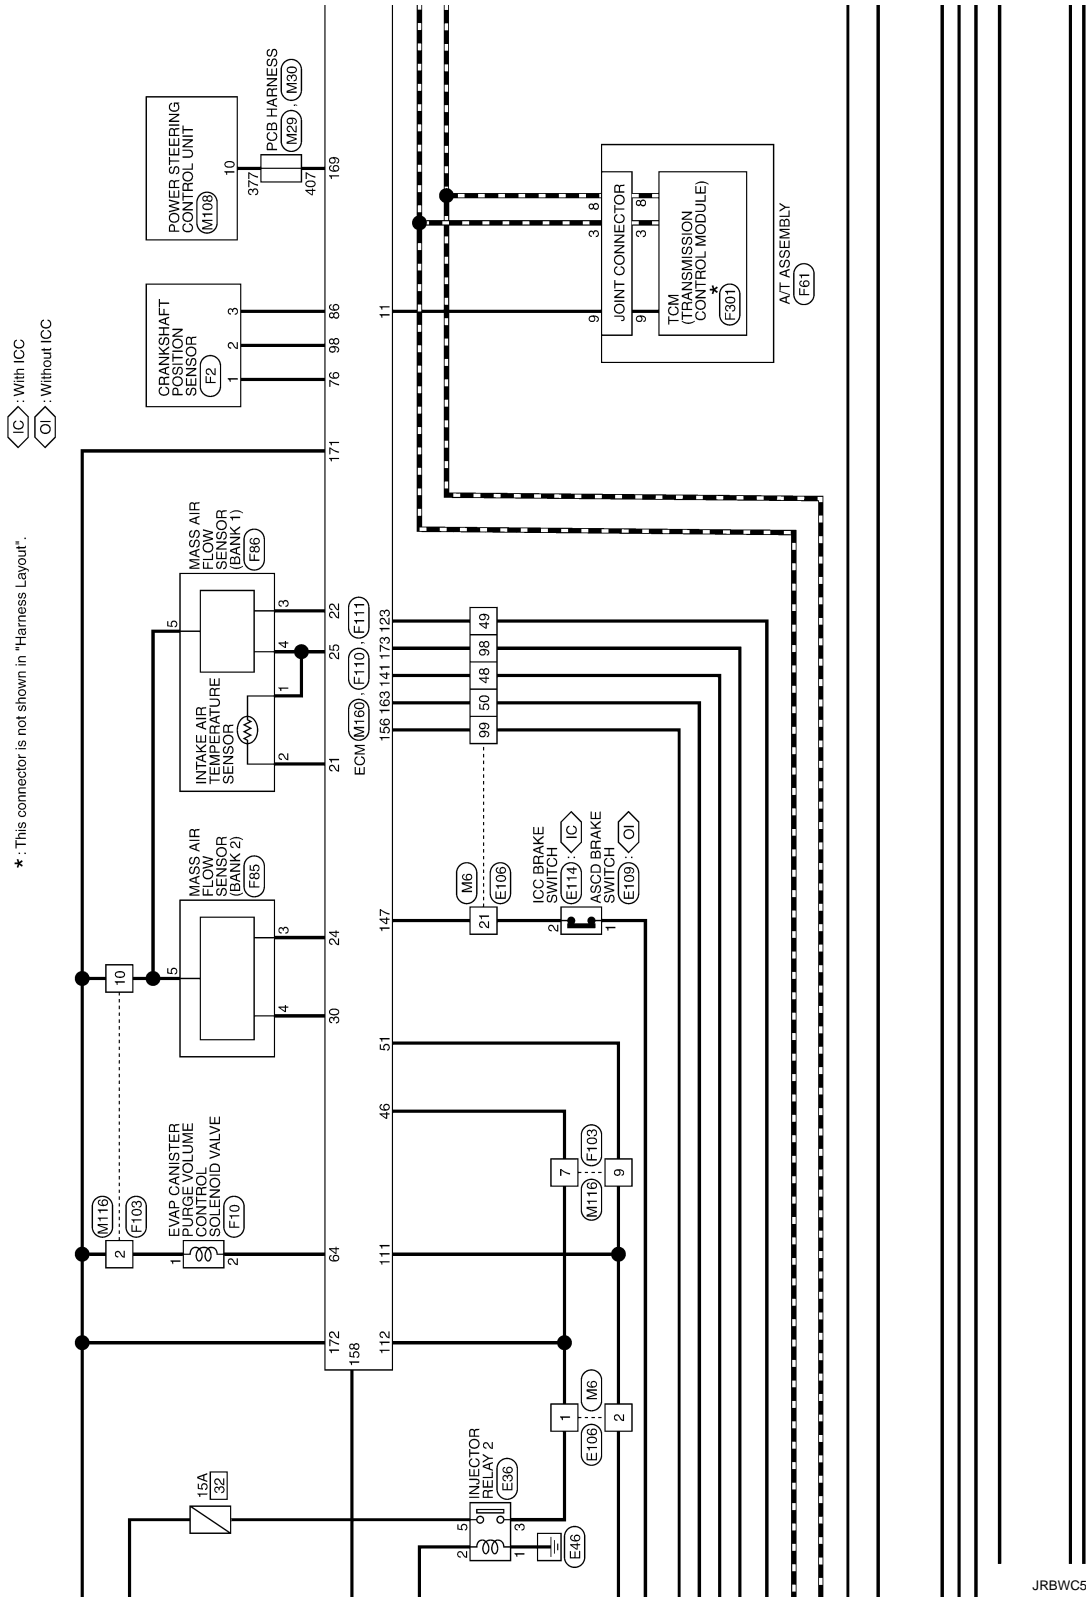 IC : With ICC
OI : Without ICC
* : This connector is not shown in "Harness Layout".
15A
32
M116
F103
2
10
EVAP CANISTER
PURGE VOLUME
CONTROL
SOLENOID VALVE
F10
1
2
MASS AIR
FLOW
SENSOR
(BANK 2)
F85
5
4
3
MASS AIR
FLOW
SENSOR
(BANK 1)
F86
5
INTAKE AIR
TEMPERATURE
SENSOR
2
1
4
3
CRANKSHAFT
POSITION
SENSOR
F2
1
2
3
POWER STEERING
CONTROL UNIT
M108
10
377
407
PCB HARNESS
M29 , M30
172
64
30
24
21
25
22
171
76
98
86
169
158
ECM M160 , F110 , F111
112
111
46
51
147
156
163
141
173
123
11
INJECTOR
RELAY 2
E36
5
2
3
1
E46
1
2
E106
M6
7
9
M116
F103
M6
E106
21
99
50
48
98
49
ICC BRAKE
SWITCH
E114 : IC
ASCD BRAKE
SWITCH
E109 : OI
2
1
9
3
8
JOINT CONNECTOR
9
3
8
TCM
(TRANSMISSION
CONTROL MODULE)
*
F301
A/T ASSEMBLY
F61
JRBWC5